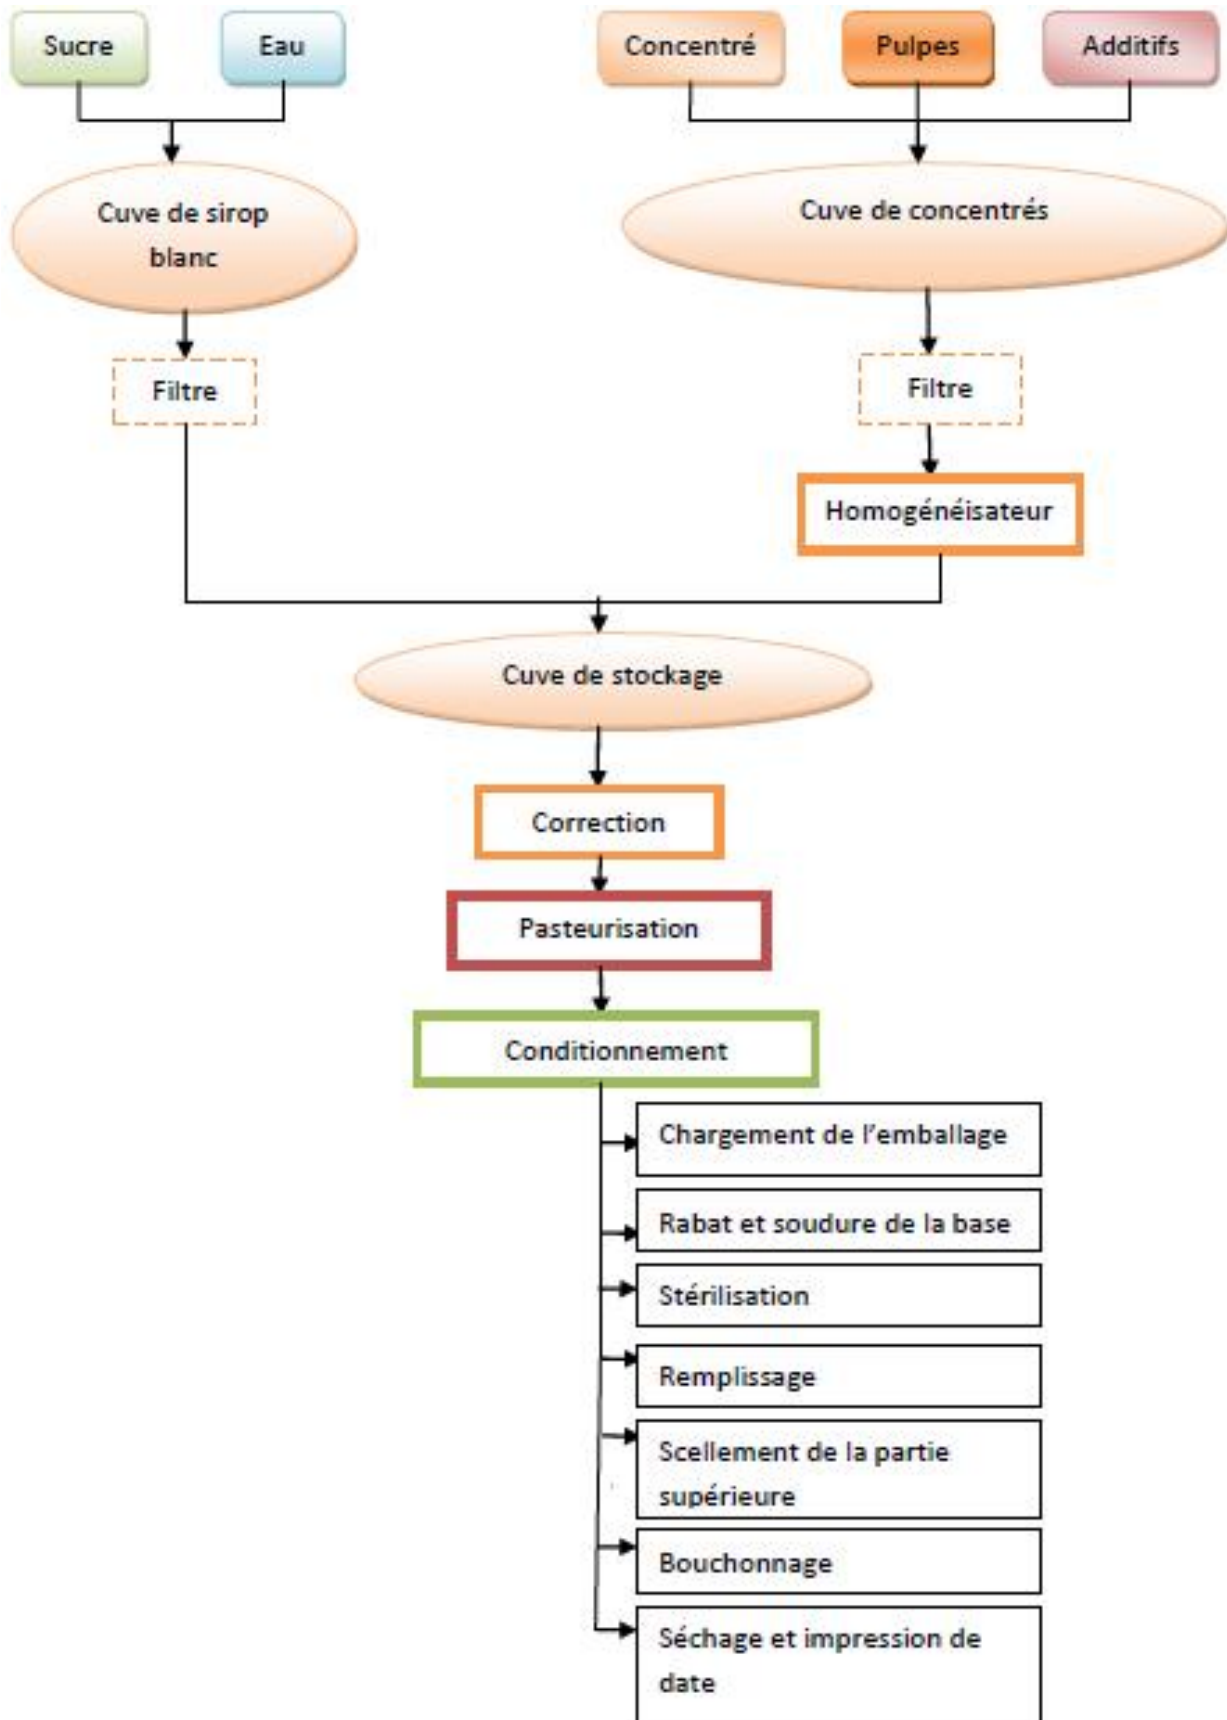 Sucre
Eau
Concentré
Pulpes
Additifs
Cuve de sirop
blanc
Cuve de concentrés
Filtre
Filtre
Homogénéisateur
Cuve de stockage
Correction
Pasteurisation
Conditionnement
Chargement de l'emballage
Rabat et soudure de la base
Stérilisation
Remplissage
Scellement de la partie
supérieure
Bouchonnage
Séchage et impression de
date